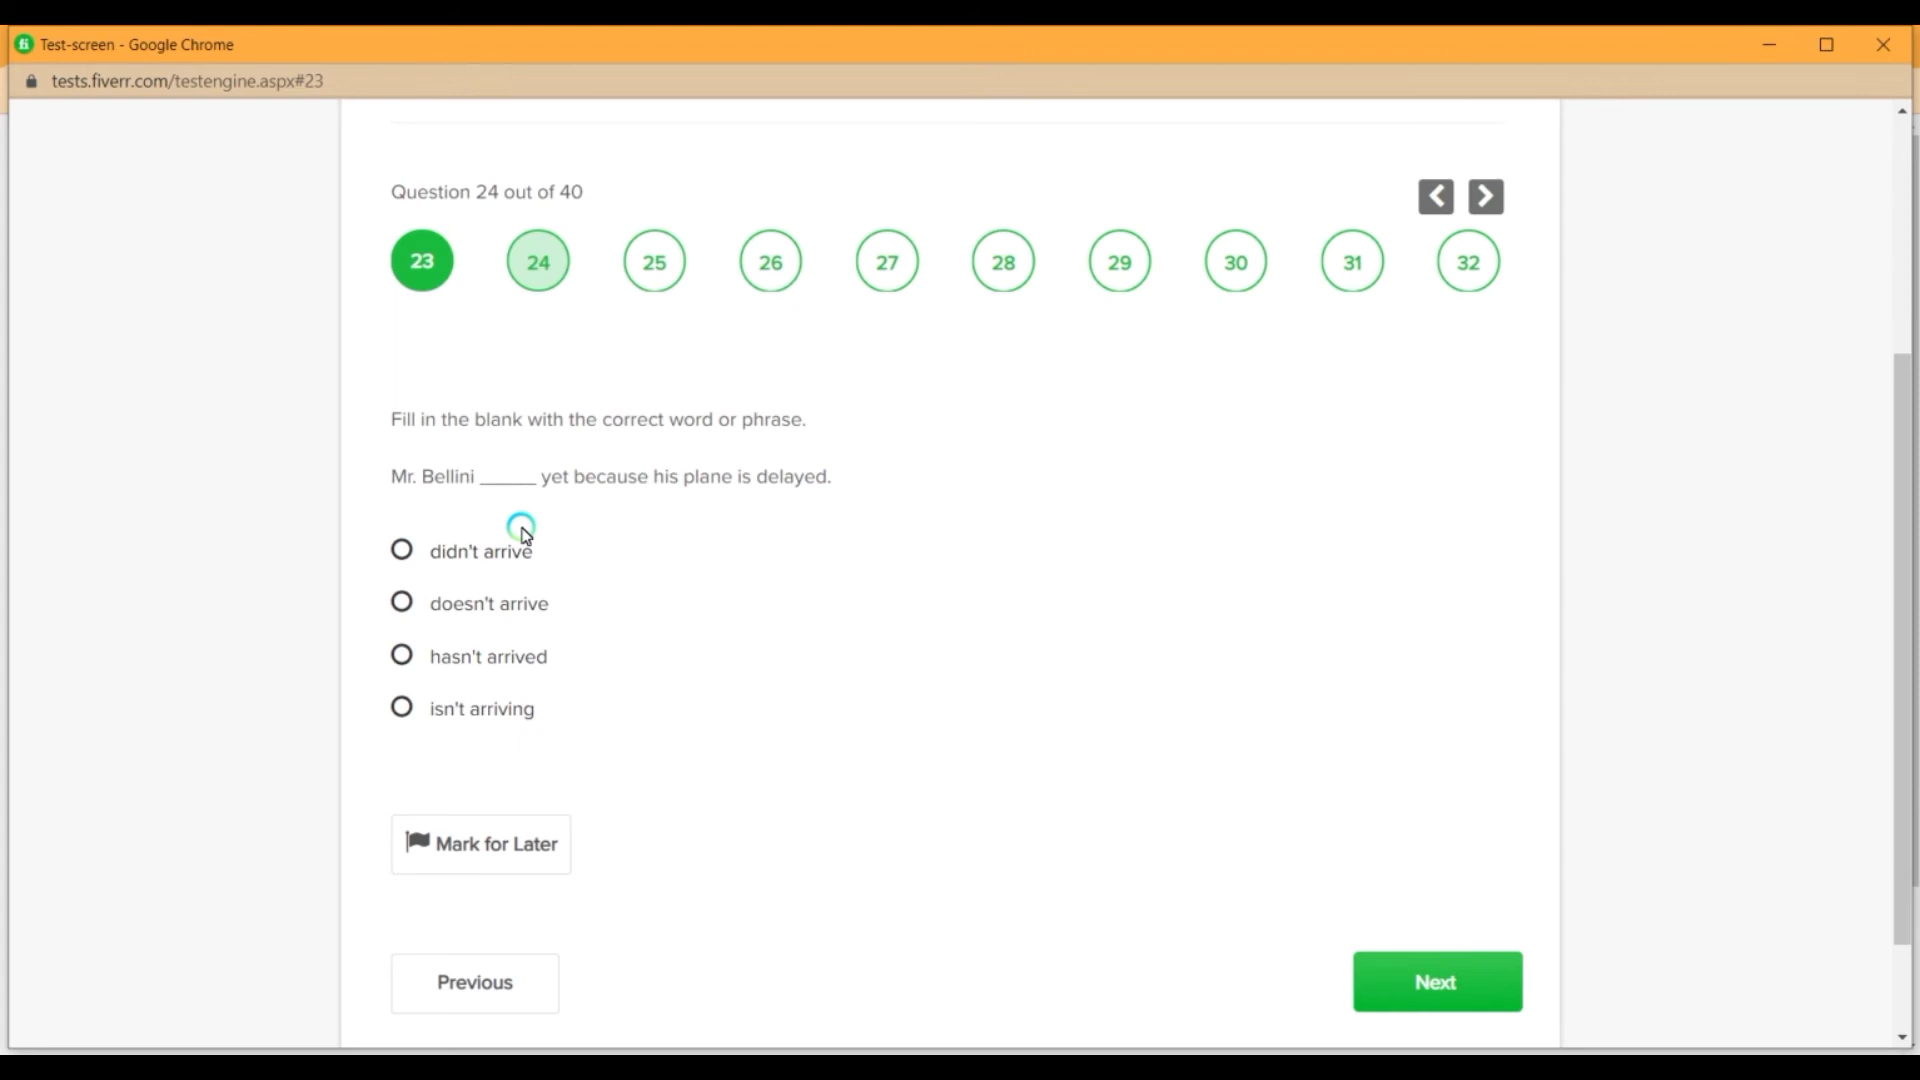 Test-screen - Google Chrome
tests.fiverr.com/testengine.aspx#23
Question 24 out of 40
23 24 25 26 27 28 29 30 31 32
Fill in the blank with the correct word or phrase.
Mr. Bellini ______ yet because his plane is delayed.
didn't arrive
doesn't arrive
hasn't arrived
isn't arriving
Mark for Later
Previous Next